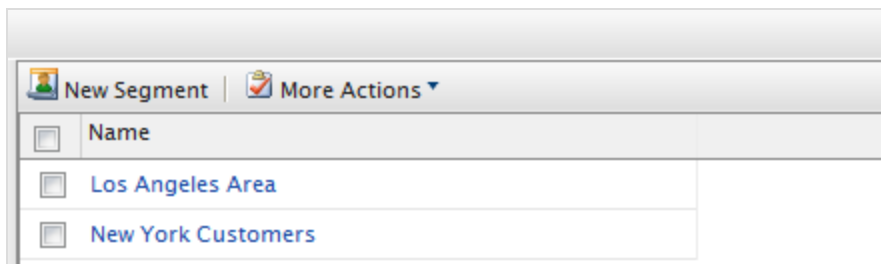 New Segment | More Actions
Name
Los Angeles Area
New York Customers